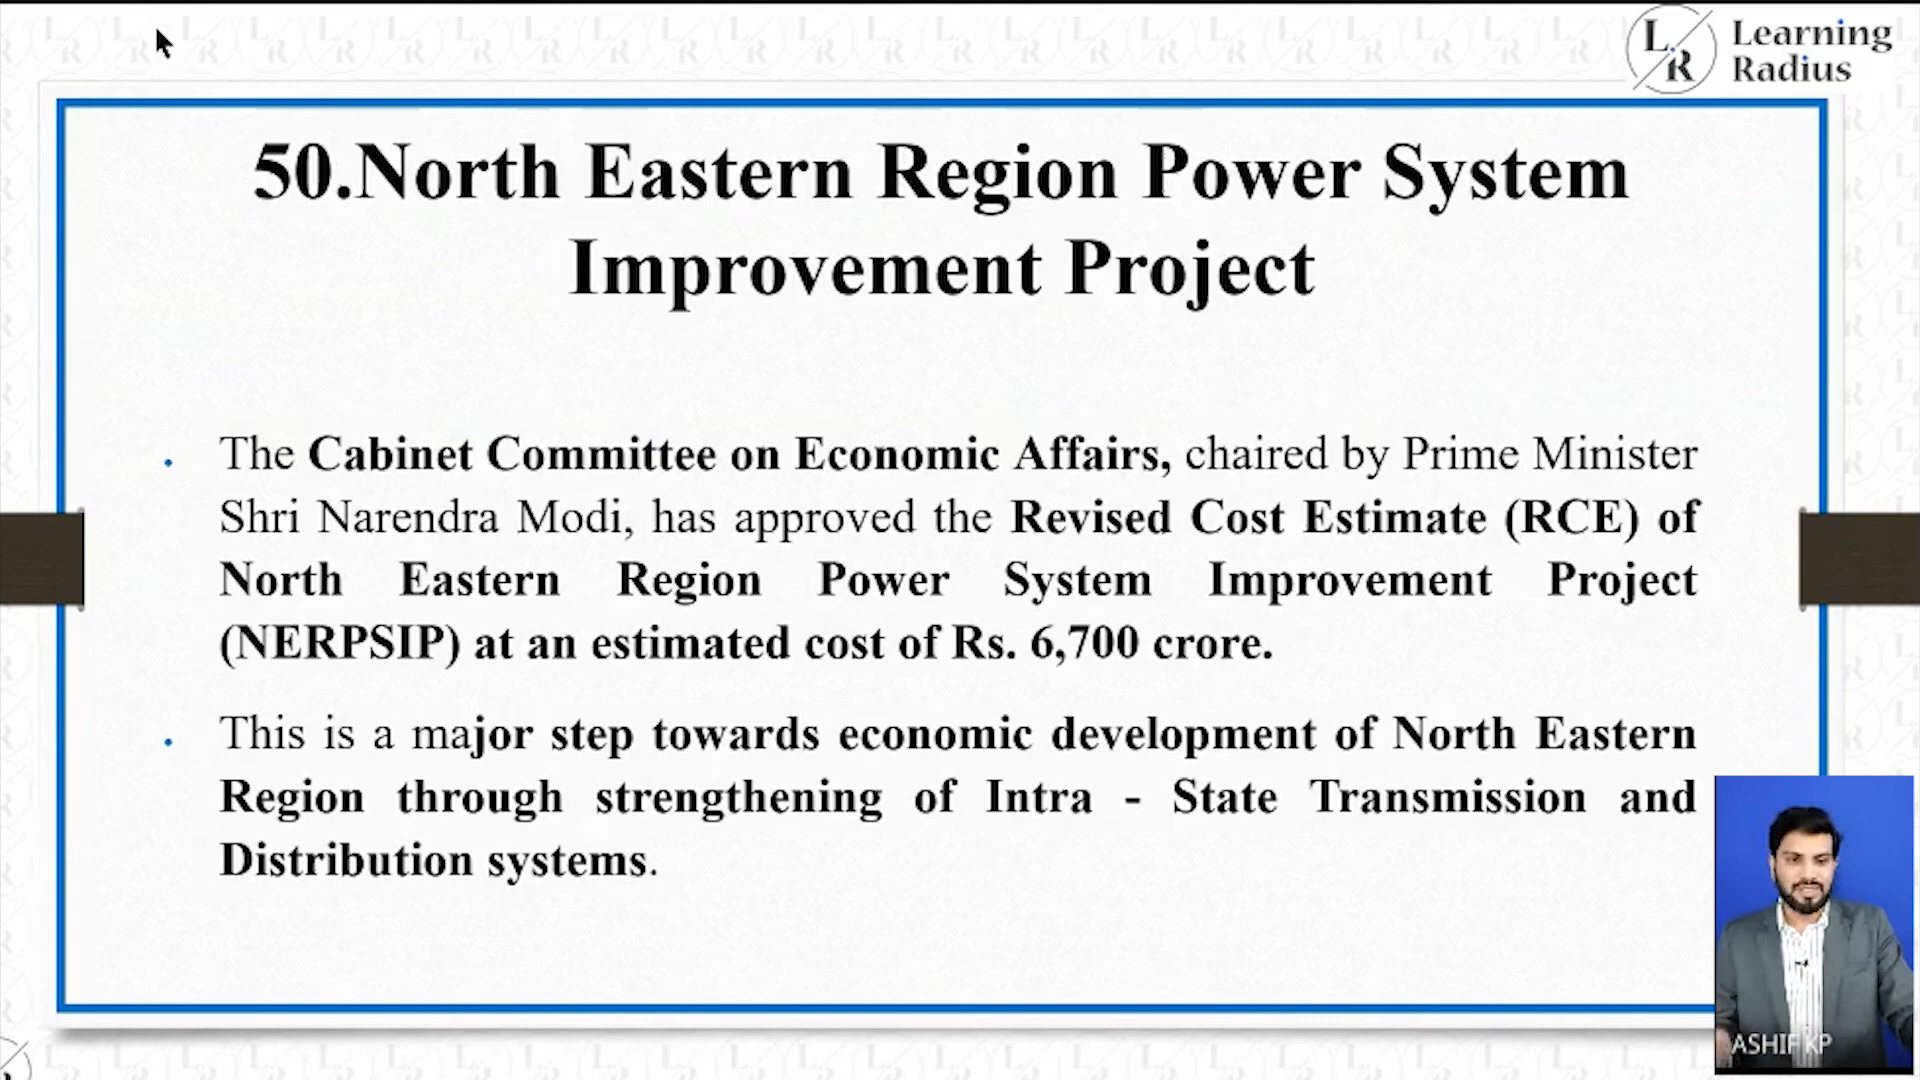 L
R
Learning
Radius
50.North Eastern Region Power System
Improvement Project
The Cabinet Committee on Economic Affairs, chaired by Prime Minister
Shri Narendra Modi, has approved the Revised Cost Estimate (RCE) of
North Eastern Region Power System Improvement Project
(NERPSIP) at an estimated cost of Rs. 6,700 crore.
This is a major step towards economic development of North Eastern
Region through strengthening of Intra - State Transmission and
Distribution systems.
ASHIF KP